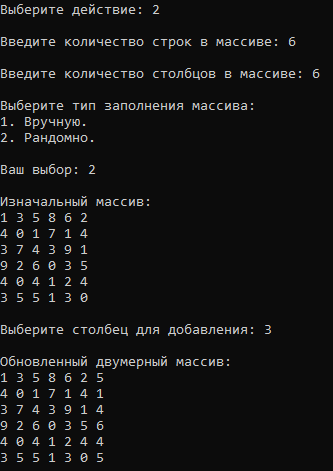 Выберите действие: 2
Введите количество строк в массиве: 6
Введите количество столбцов в массиве: 6
Выберите тип заполнения массива:
1. Вручную.
2. Рандомно.
Ваш выбор: 2
Изначальный массив:
1 3 5 8 6 2
4 0 1 7 1 4
3 7 4 3 9 1
9 2 6 0 3 5
4 0 4 1 2 4
3 5 5 1 3 0
Выберите столбец для добавления: 3
Обновленный двумерный массив:
1 3 5 8 6 2 5
4 0 1 7 1 4 1
3 7 4 3 9 1 4
9 2 6 0 3 5 6
4 0 4 1 2 4 4
3 5 5 1 3 0 5